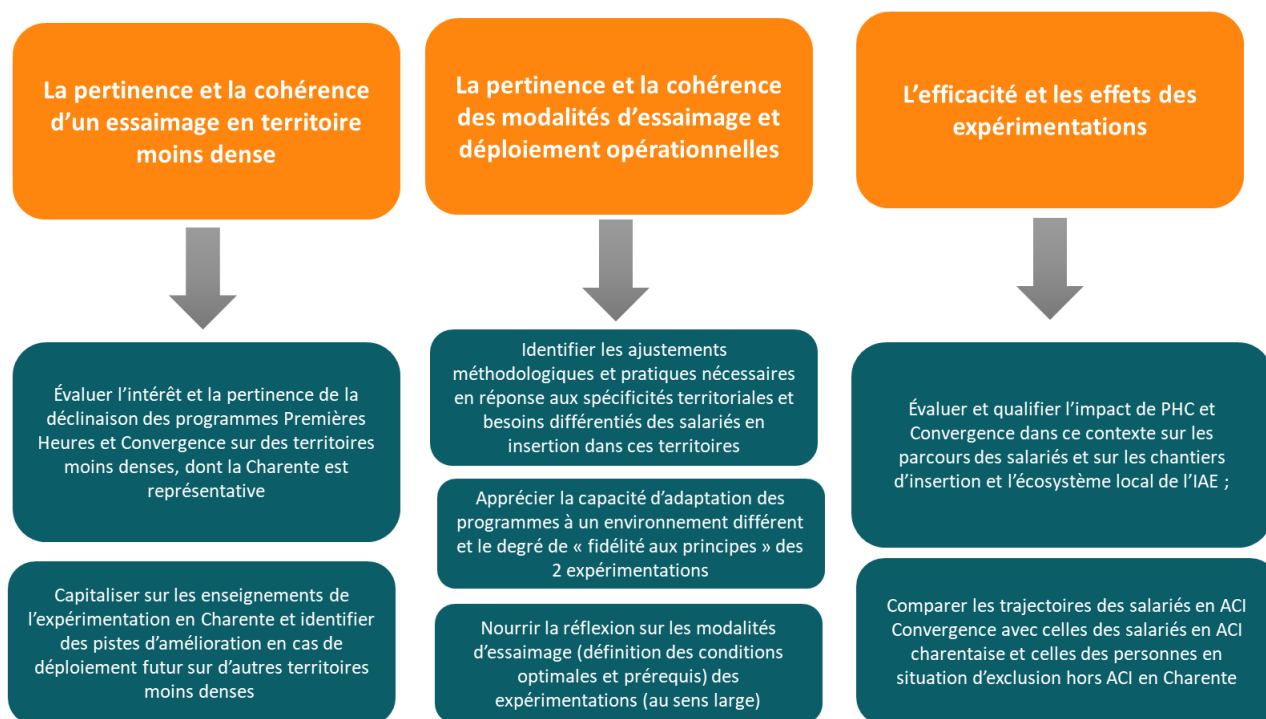 La pertinence et la cohérence
d’un essaimage en territoire
moins dense
Évaluer l’intérêt et la pertinence de la
déclinaison des programmes Premières
Heures et Convergence sur des territoires
moins denses, dont la Charente est
représentative
Capitaliser sur les enseignements de
l’expérimentation en Charente et identifier
des pistes d’amélioration en cas de
déploiement futur sur d’autres territoires
moins denses
La pertinence et la cohérence
des modalités d’essaimage et
déploiement opérationnelles
Identifier les ajustements
méthodologiques et pratiques nécessaires
en réponse aux spécificités territoriales et
besoins différentiés des salariés en
insertion dans ces territoires
Apprécier la capacité d’adaptation des
programmes à un environnement différent
et le degré de « fidélité aux principes » des
2 expérimentations
Nourrir la réflexion sur les modalités
d’essaimage (définition des conditions
optimales et prérequis) des
expérimentations (au sens large)
L’efficacité et les effets des
expérimentations
Évaluer et qualifier l’impact de PHC et
Convergence dans ce contexte sur les
parcours des salariés et sur les chantiers
d’insertion et l’écosystème local de l’IAE ;
Comparer les trajectoires des salariés en ACI
Convergence avec celles des salariés en ACI
charentaise et celles des personnes en
situation d’exclusion hors ACI en Charente